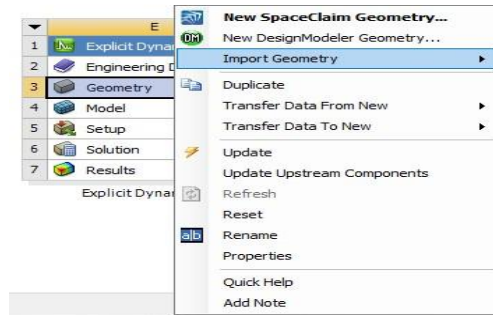 E
1 Explicit Dyna
2 Engineering D
3 Geometry
4 Model
5 Setup
6 Solution
7 Results
Explicit Dynar
New SpaceClaim Geometry...
DM New DesignModeler Geometry...
Import Geometry
Duplicate
Transfer Data From New
Transfer Data To New
Update
Update Upstream Components
Refresh
Reset
a|b Rename
Properties
Quick Help
Add Note